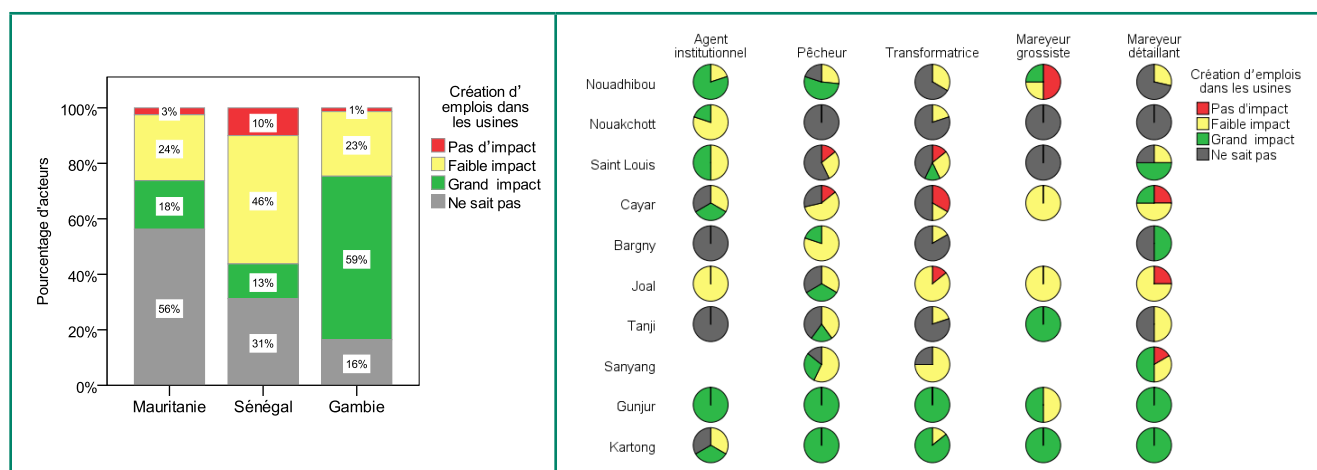 100%
80%
60%
40%
20%
0%
Pourcentage d'acteurs
3%
24%
18%
56%
10%
46%
13%
31%
1%
23%
59%
16%
Mauritanie Sénégal Gambie
Création d'
emplois dans
les usines
Pas d'impact
Faible impact
Grand impact
Ne sait pas
Agent
institutionnel
Pêcheur
Transformatrice
Mareyeur
grossiste
Mareyeur
détaillant
Nouadhibou
Nouakchott
Saint Louis
Cayar
Bargny
Joal
Tanji
Sanyang
Gunjur
Kartong
Création d'emplois
dans les usines
Pas d'impact
Faible impact
Grand impact
Ne sait pas